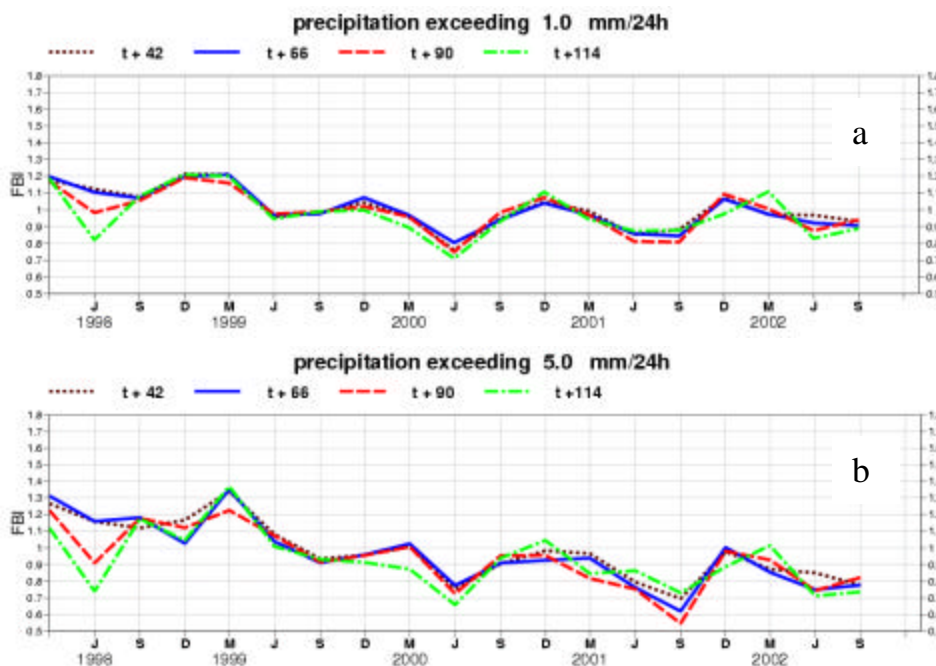 precipitation exceeding 1.0 mm/24h
t + 42 t + 66 t + 90 t +114
1.8
1.7
1.6
1.5
1.4
1.3
1.2
1.1
1
0.9
0.8
0.7
0.6
0.5
FBI
a
J S D M J S D M J S D M J S D M J S
1998 1999 2000 2001 2002
precipitation exceeding 5.0 mm/24h
t + 42 t + 66 t + 90 t +114
1.8
1.7
1.6
1.5
1.4
1.3
1.2
1.1
1
0.9
0.8
0.7
0.6
0.5
FBI
b
J S D M J S D M J S D M J S D M J S
1998 1999 2000 2001 2002